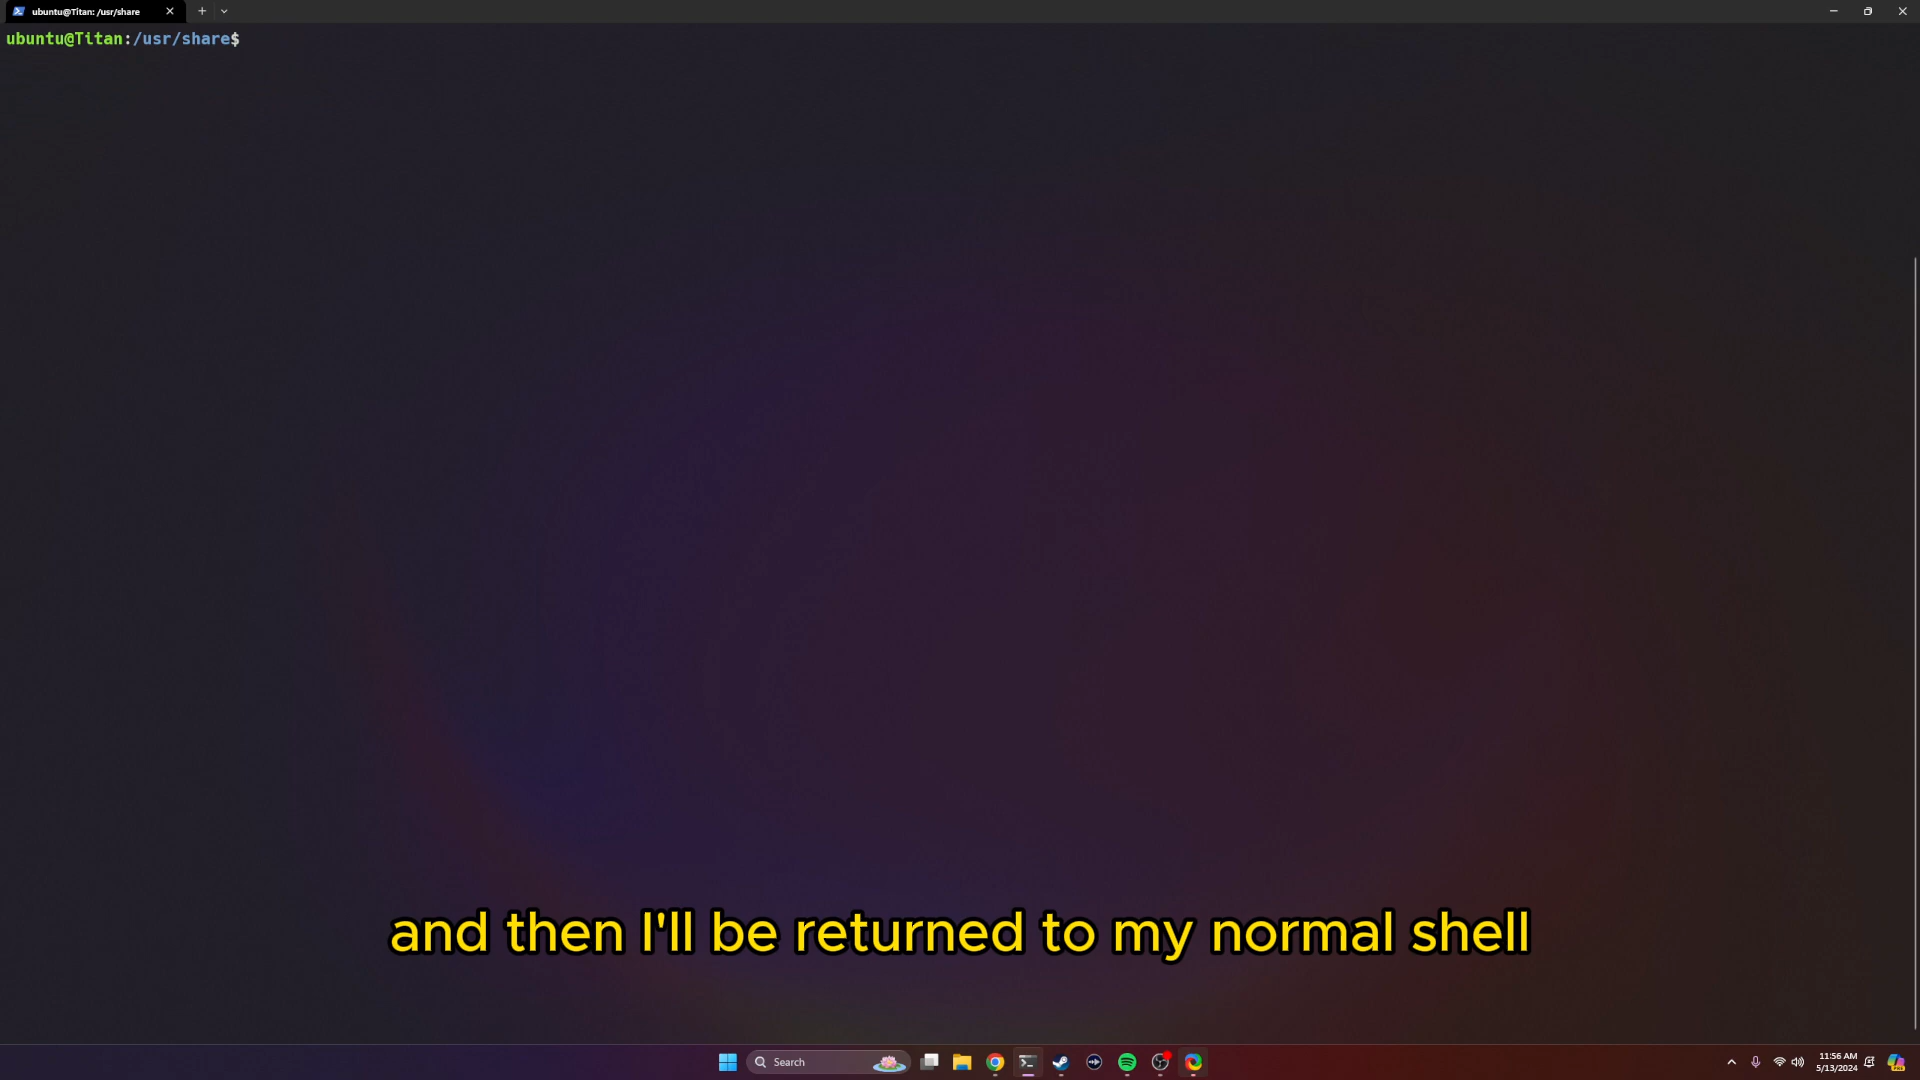 ubuntu@Titan: /usr/share
ubuntu@Titan:/usr/share$
and then I'll be returned to my normal shell
Search
11:56 AM
5/13/2024
PRE